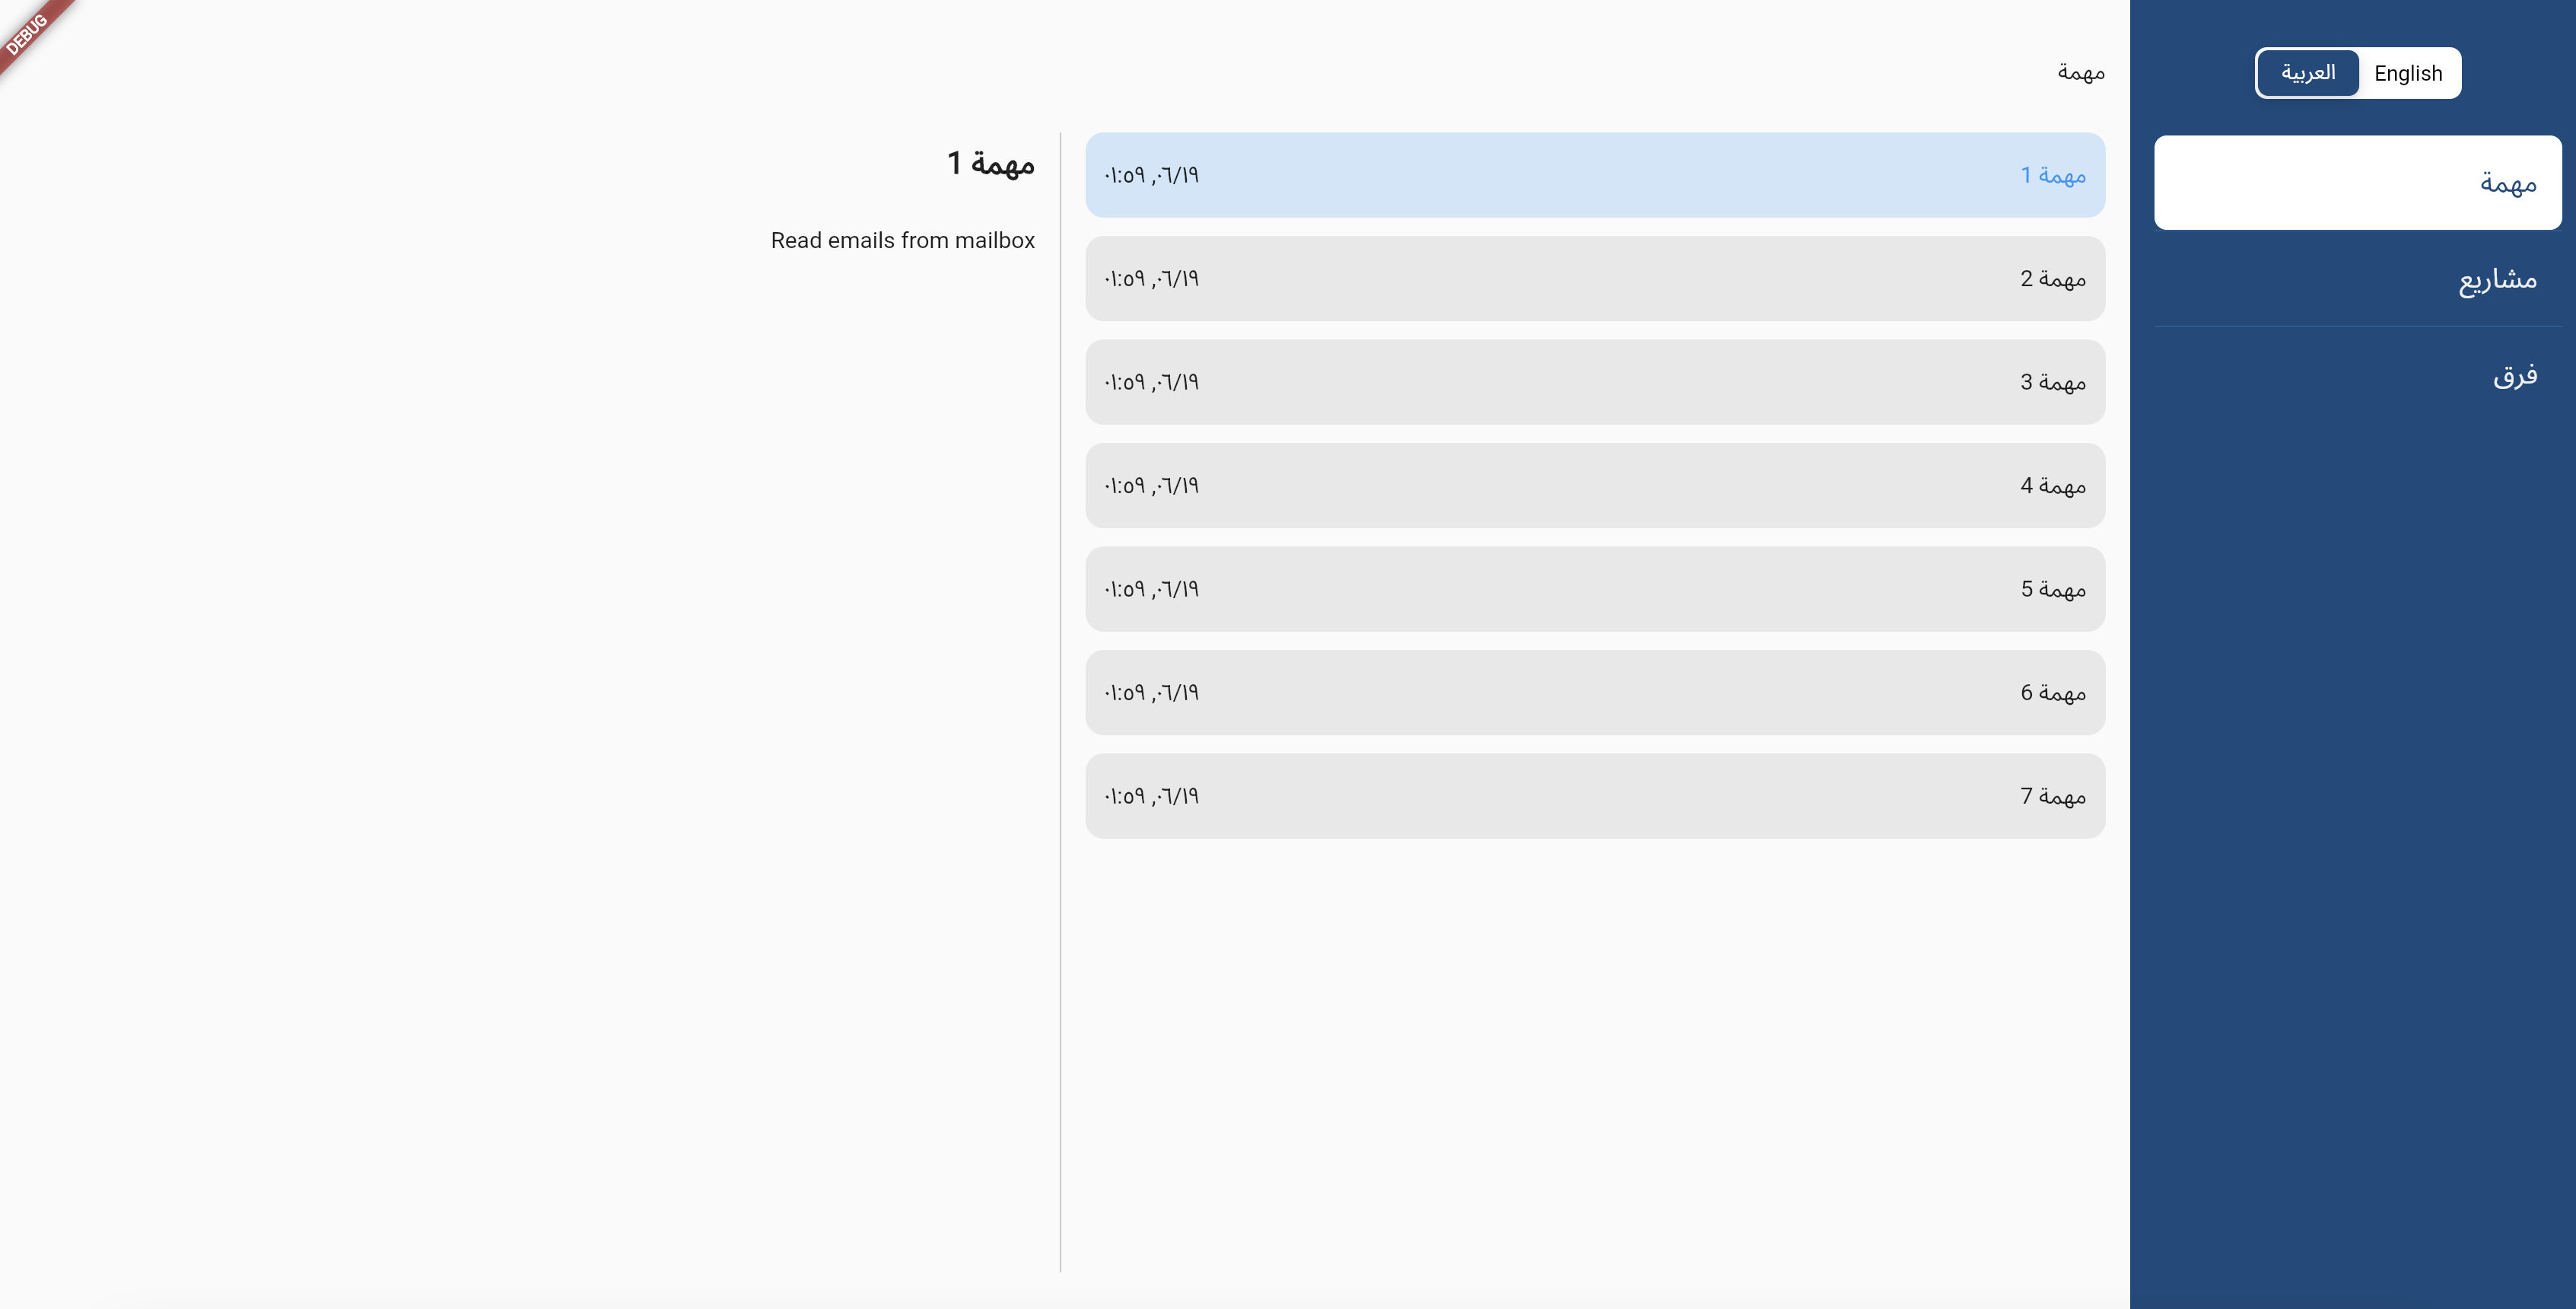 DEBUG
English
العربية
مهمة
مشاريع
فرق
مهمة
مهمة 1
٠١:٥٩ ,٠٦/١٩
مهمة 2
٠١:٥٩ ,٠٦/١٩
مهمة 3
٠١:٥٩ ,٠٦/١٩
مهمة 4
٠١:٥٩ ,٠٦/١٩
مهمة 5
٠١:٥٩ ,٠٦/١٩
مهمة 6
٠١:٥٩ ,٠٦/١٩
مهمة 7
٠١:٥٩ ,٠٦/١٩
مهمة 1
Read emails from mailbox